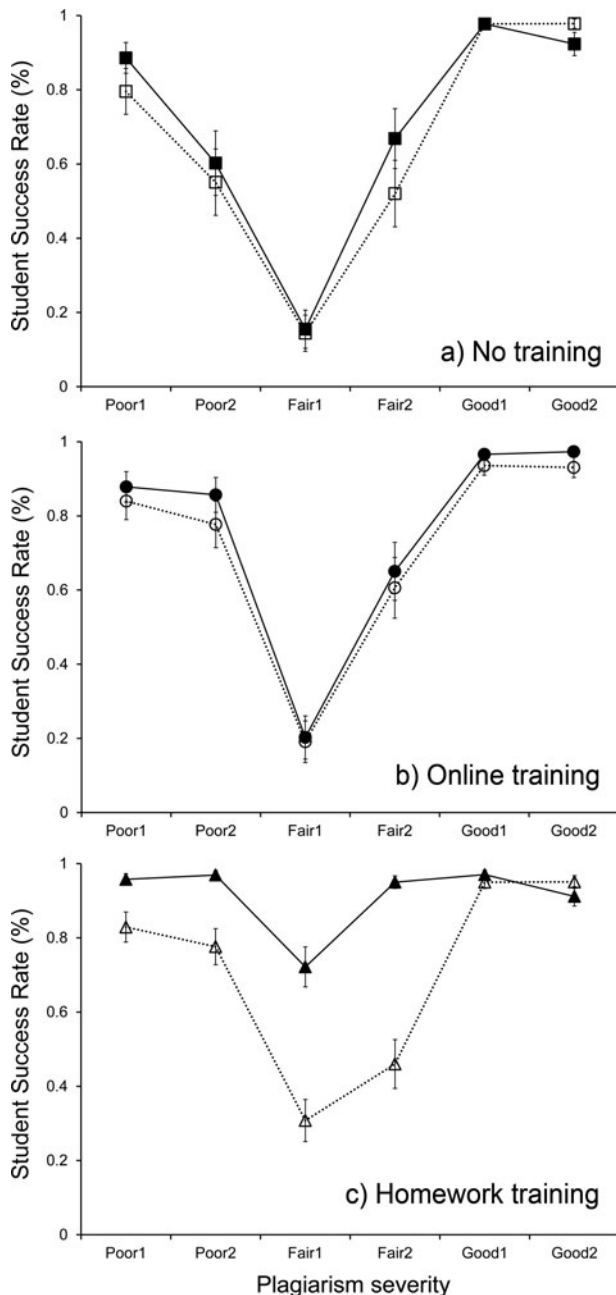 1
0.8
0.6
0.4
0.2
0
Student Success Rate (%)
a) No training
Poor1 Poor2 Fair1 Fair2 Good1 Good2
1
0.8
0.6
0.4
0.2
0
Student Success Rate (%)
b) Online training
Poor1 Poor2 Fair1 Fair2 Good1 Good2
1
0.8
0.6
0.4
0.2
0
Student Success Rate (%)
c) Homework training
Poor1 Poor2 Fair1 Fair2 Good1 Good2
Plagiarism severity